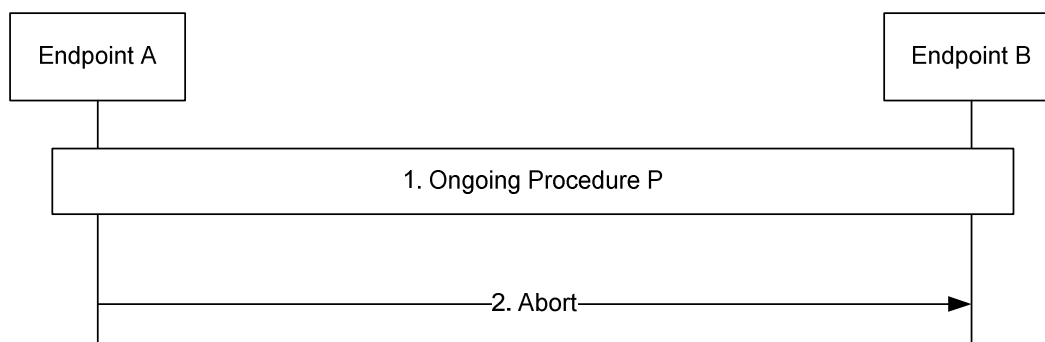 Endpoint A
Endpoint B
1. Ongoing Procedure P
2. Abort